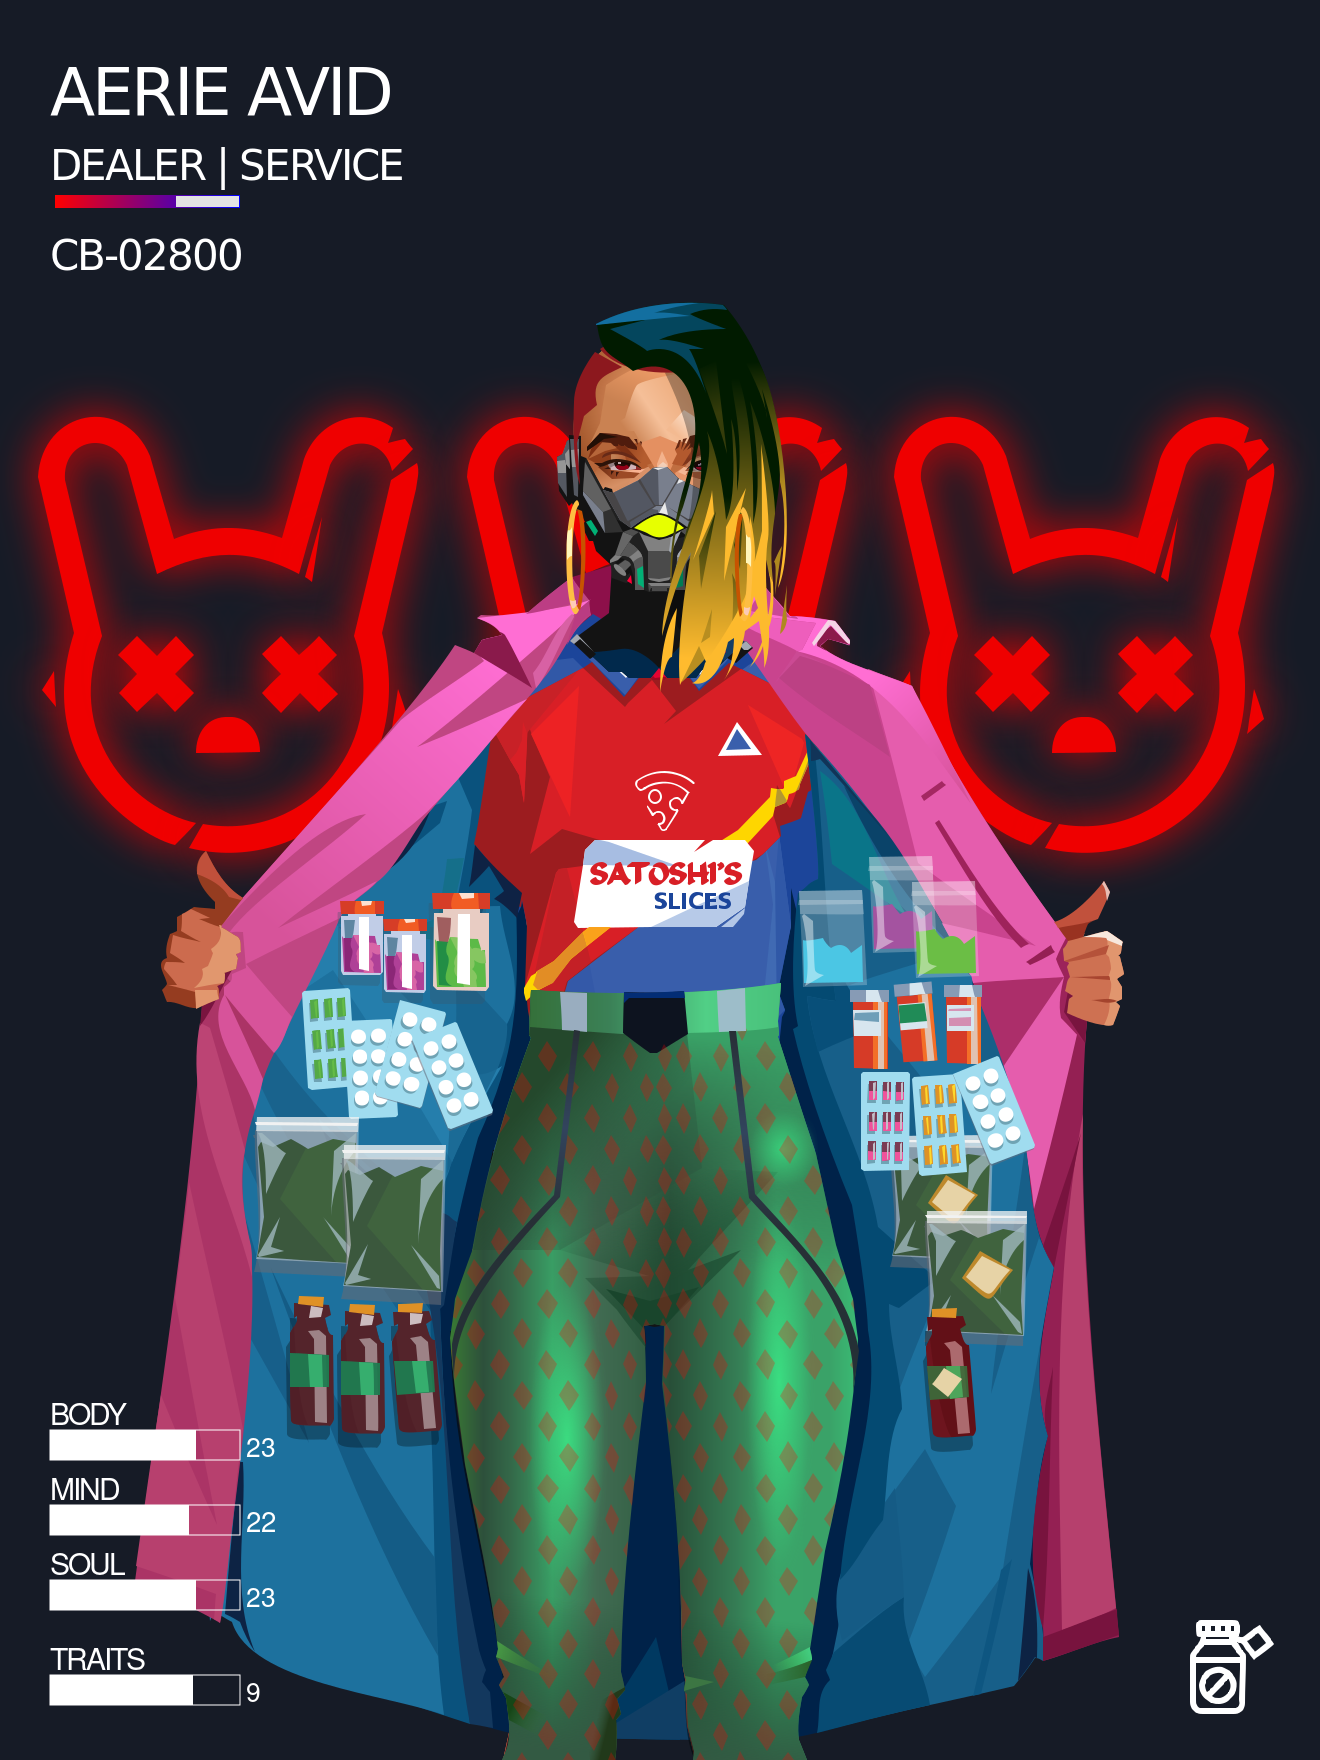 AERIE AVID
DEALER | SERVICE
CB-02800
SATOSHI'S
SLICES
BODY
23
MIND
22
SOUL
23
TRAITS
9